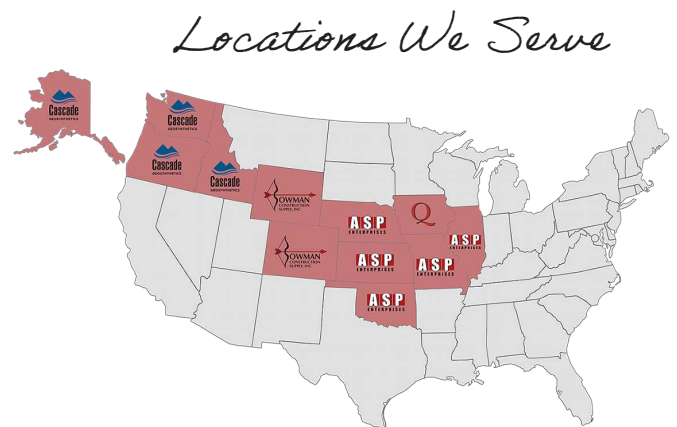 Locations We Serve
Cascade
GEOSYNTHETICS
Cascade
GEOSYNTHETICS
Cascade
GEOSYNTHETICS
Cascade
GEOSYNTHETICS
BOWMAN
CONSTRUCTION
SUPPLY, INC.
Q
ASP
ENTERPRISES
ASP
ENTERPRISES
BOWMAN
CONSTRUCTION
SUPPLY, INC.
ASP
ENTERPRISES
ASP
ENTERPRISES
ASP
ENTERPRISES